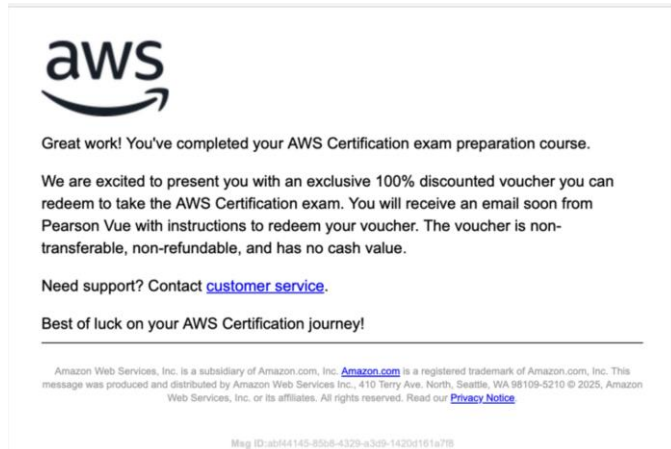 aws
Great work! You've completed your AWS Certification exam preparation course.
We are excited to present you with an exclusive 100% discounted voucher you can
redeem to take the AWS Certification exam. You will receive an email soon from
Pearson Vue with instructions to redeem your voucher. The voucher is non-
transferable, non-refundable, and has no cash value.
Need support? Contact customer service.
Best of luck on your AWS Certification journey!
Amazon Web Services, Inc. is a subsidiary of Amazon.com, Inc. Amazon.com is a registered trademark of Amazon.com, Inc. This
message was produced and distributed by Amazon Web Services Inc., 410 Terry Ave. North, Seattle, WA 98109-5210 © 2025, Amazon
Web Services, Inc. or its affiliates. All rights reserved. Read our Privacy Notice.
Msg ID:abf44145-85b8-4329-a3d9-1420d161a7f8